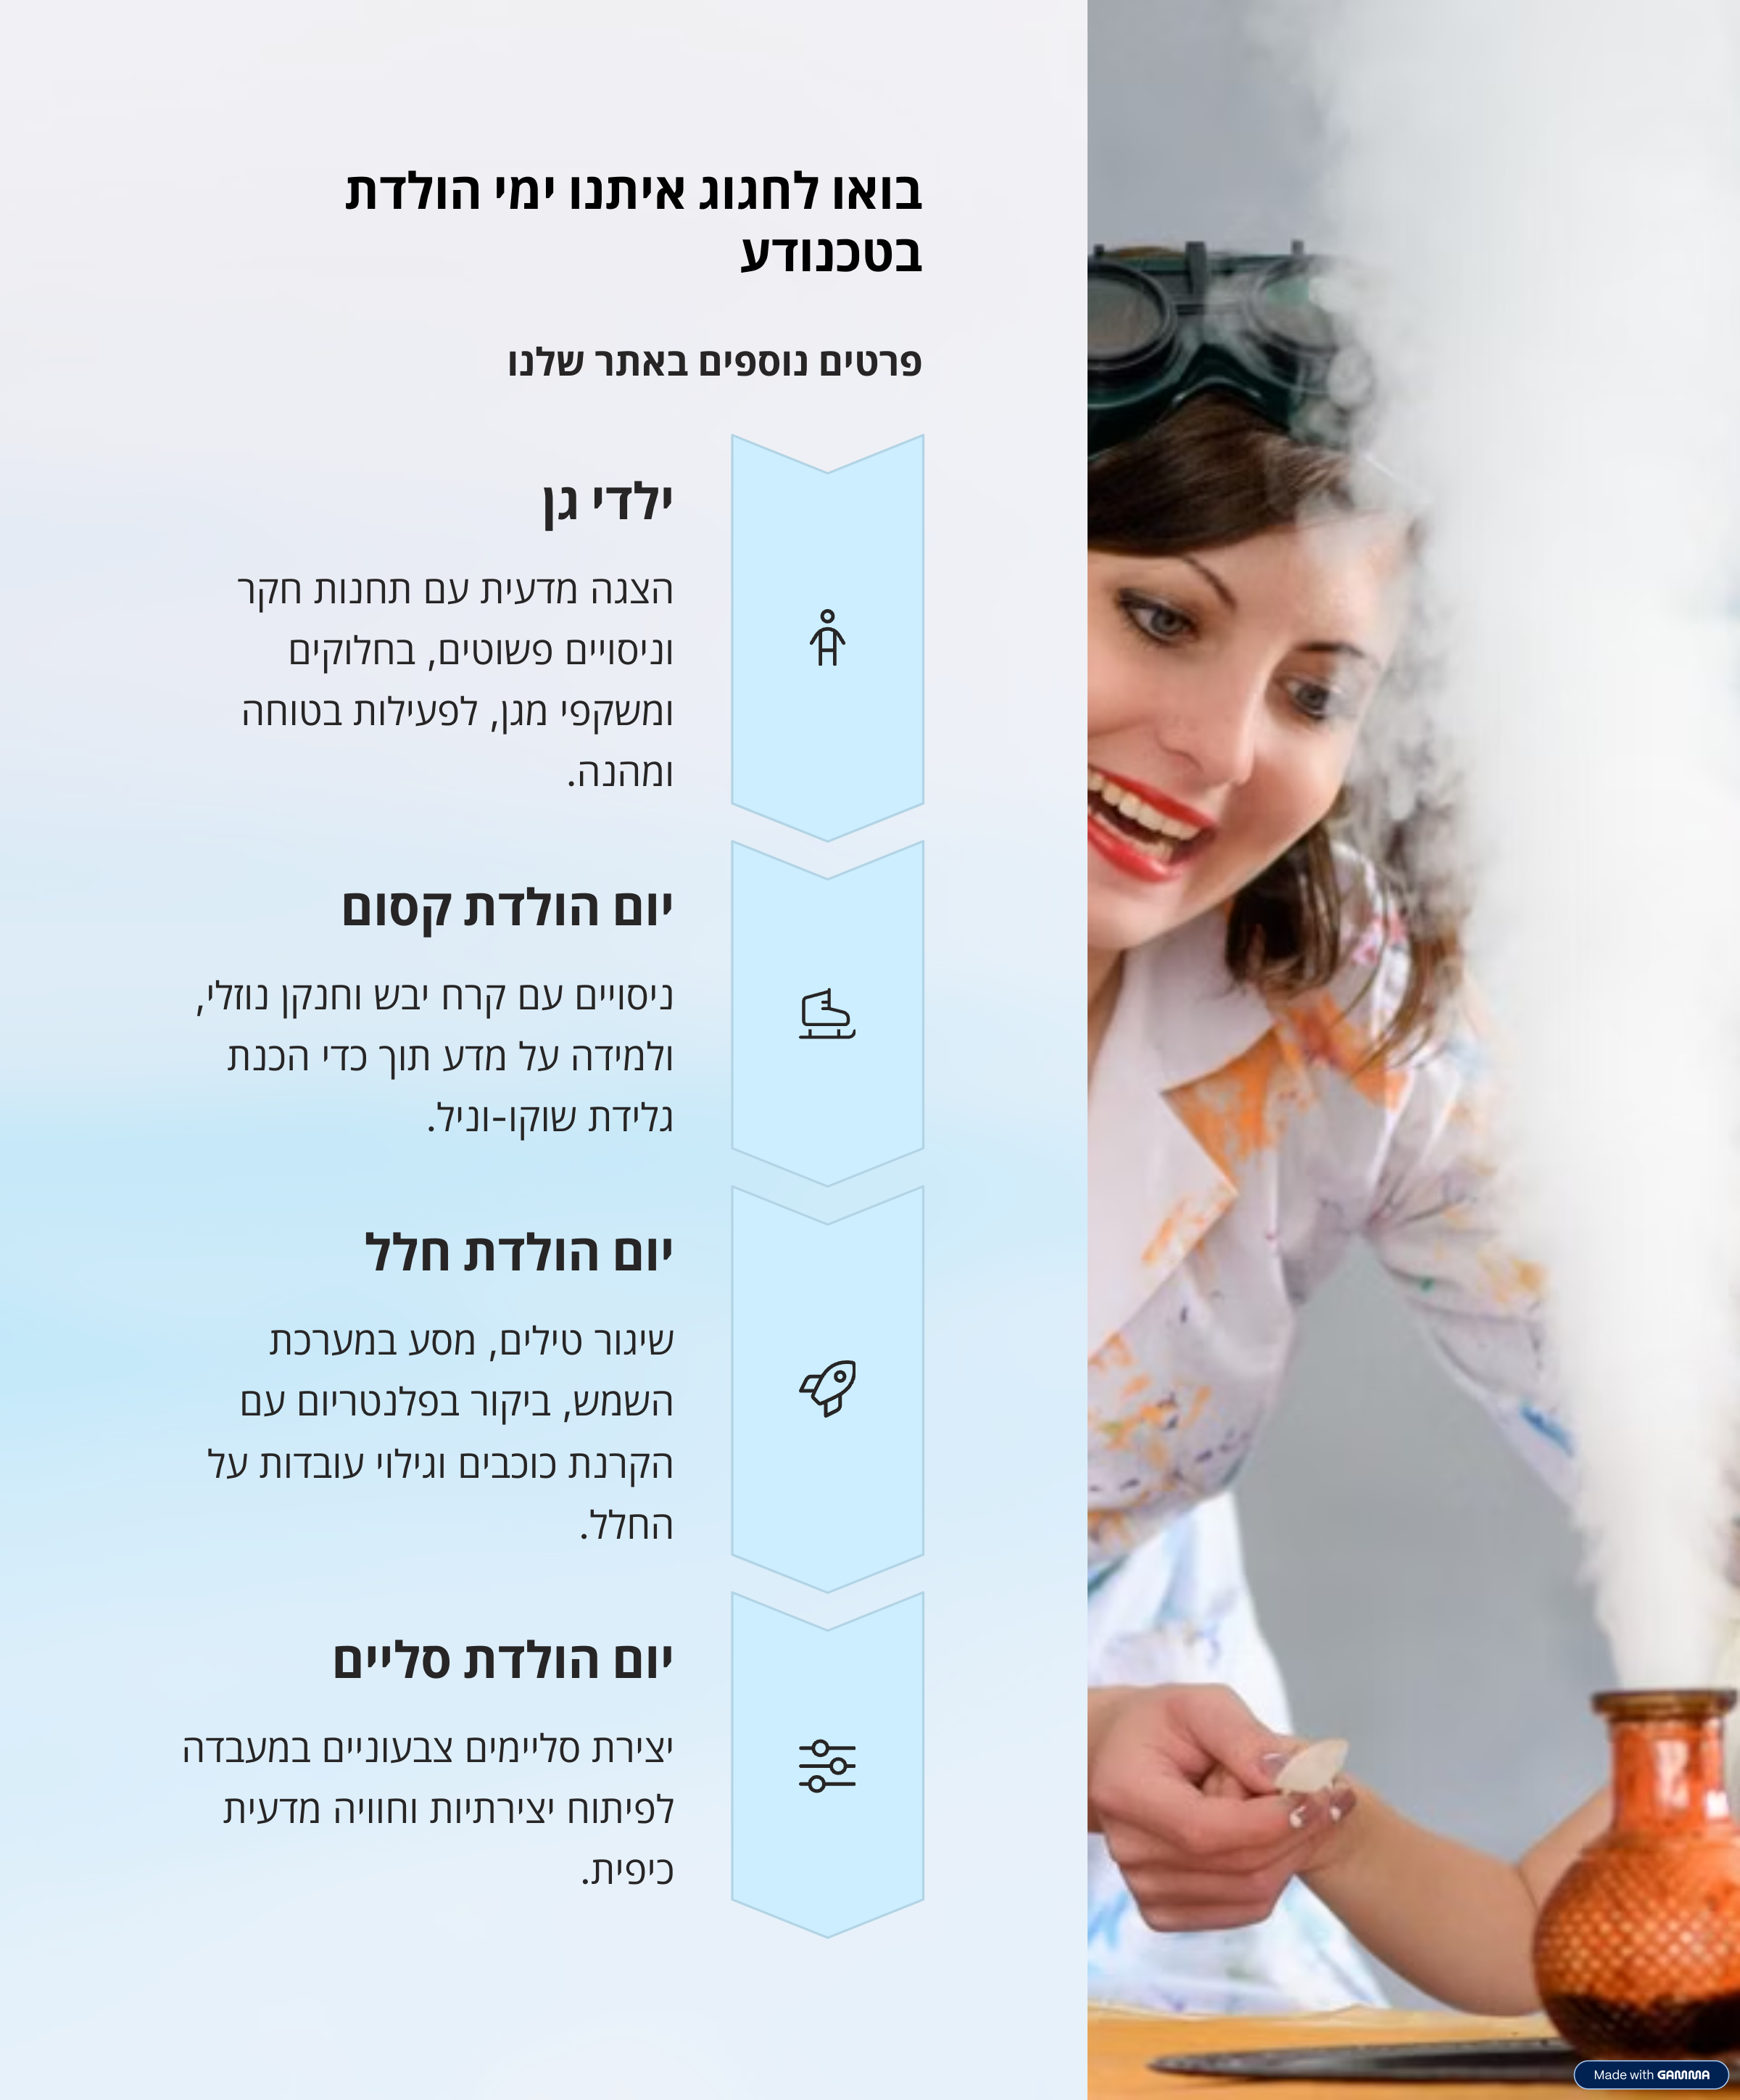 בואו לחגוג איתנו ימי הולדת
בטכנודע
פרטים נוספים באתר שלנו
ילדי גן
הצגה מדעית עם תחנות חקר
וניסויים פשוטים, בחלוקים
ומשקפי מגן, לפעילות בטוחה
ומהנה.
יום הולדת קסום
ניסויים עם קרח יבש וחנקן נוזלי,
ולמידה על מדע תוך כדי הכנת
גלידת שוקו-וניל.
יום הולדת חלל
שיגור טילים, מסע במערכת
השמש, ביקור בפלנטריום עם
הקרנת כוכבים וגילוי עובדות על
החלל.
יום הולדת סליים
יצירת סליימים צבעוניים במעבדה
לפיתוח יצירתיות וחוויה מדעית
כיפית.
Made with GAMMA